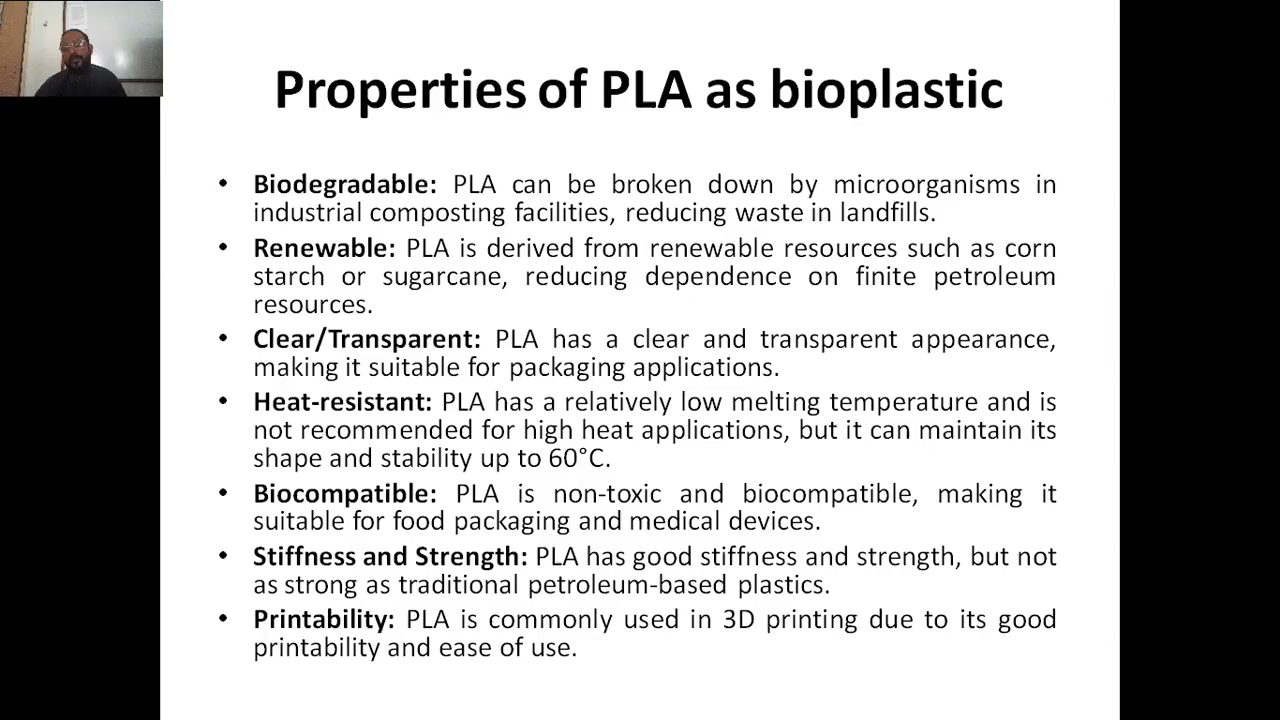 Properties of PLA as bioplastic
• Biodegradable: PLA can be broken down by microorganisms in
industrial composting facilities, reducing waste in landfills.
• Renewable: PLA is derived from renewable resources such as corn
starch or sugarcane, reducing dependence on finite petroleum
resources.
• Clear/Transparent: PLA has a clear and transparent appearance,
making it suitable for packaging applications.
• Heat-resistant: PLA has a relatively low melting temperature and is
not recommended for high heat applications, but it can maintain its
shape and stability up to 60°C.
• Biocompatible: PLA is non-toxic and biocompatible, making it
suitable for food packaging and medical devices.
• Stiffness and Strength: PLA has good stiffness and strength, but not
as strong as traditional petroleum-based plastics.
• Printability: PLA is commonly used in 3D printing due to its good
printability and ease of use.